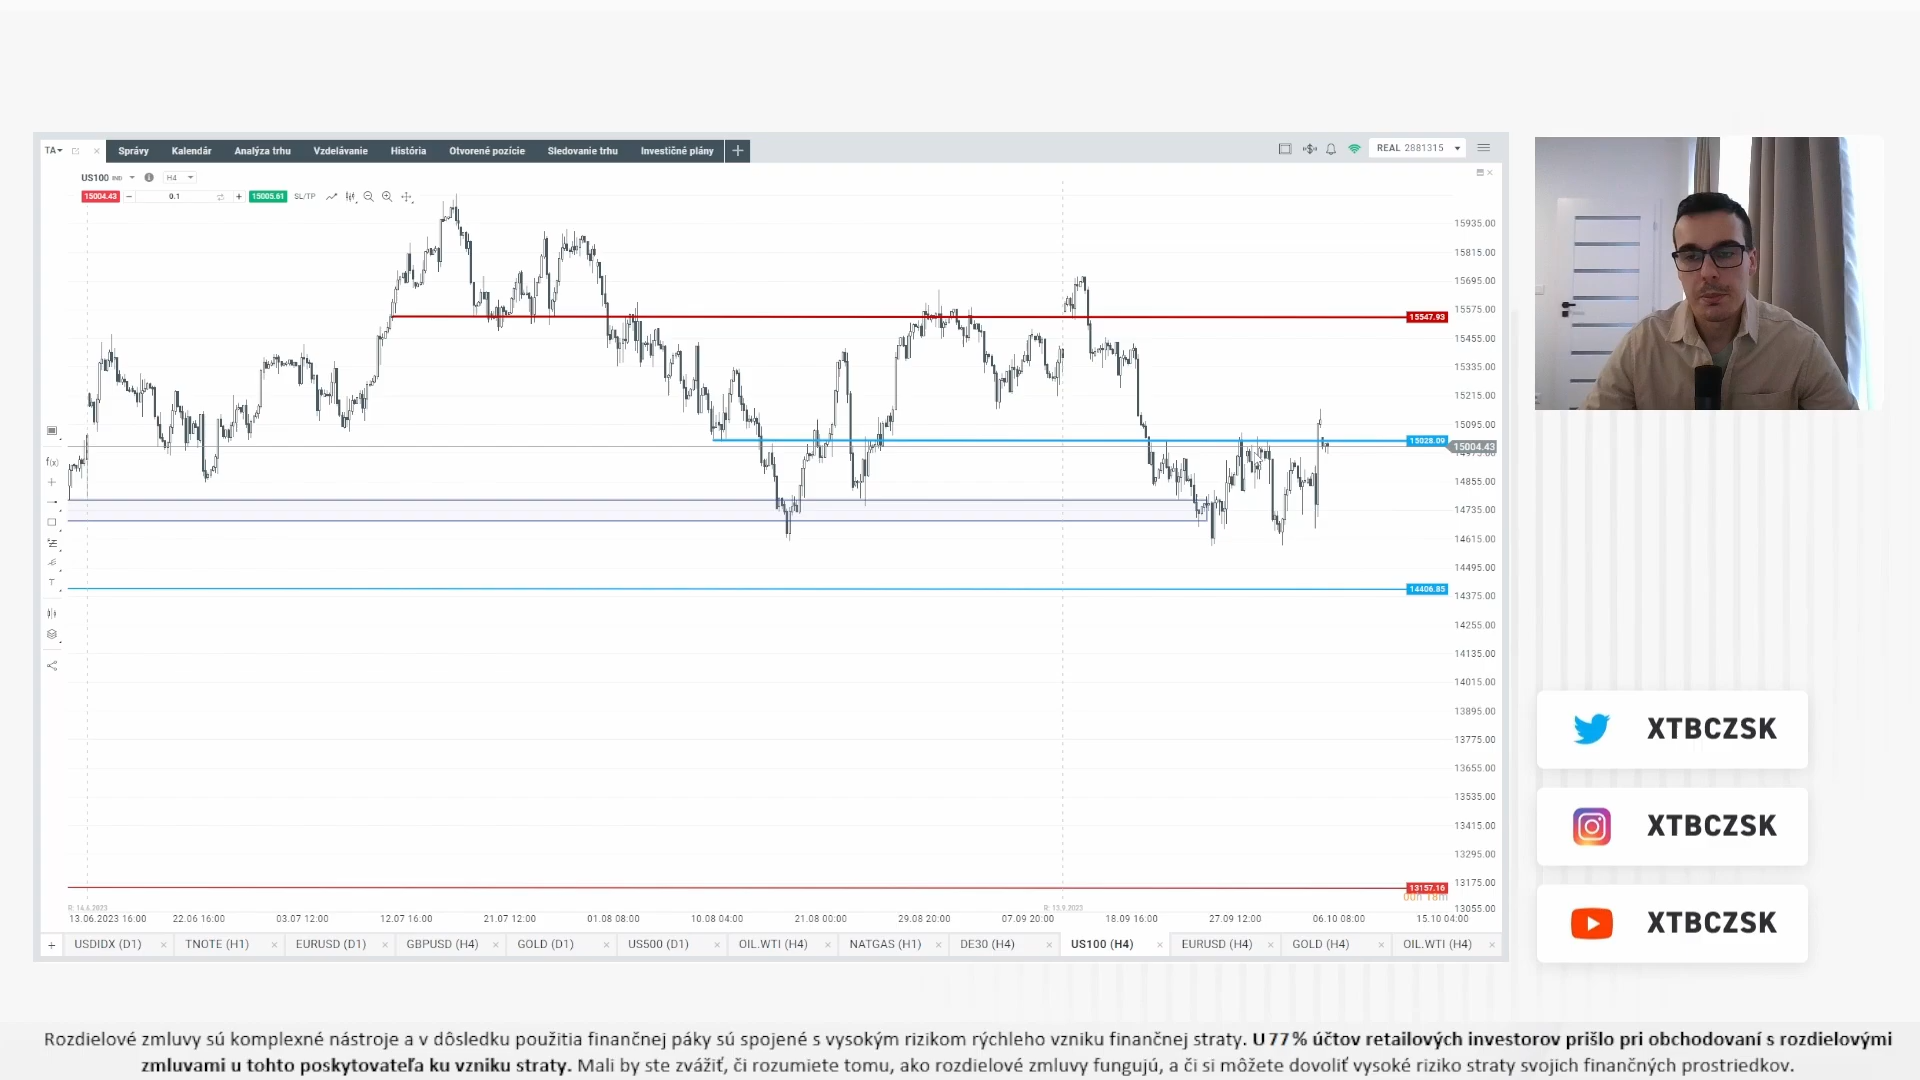 TA
Správy
Kalendár
Analýza trhu
Vzdelávanie
História
Otvorené pozície
Sledovanie trhu
Investičné plány
REAL 2881315
US100 IND
H4
15004.43
0.1
15005.61
SL/TP
15935.00
15815.00
15695.00
15575.00
15547.93
15455.00
15335.00
15215.00
15095.00
15028.09
15004.43
14855.00
14735.00
14615.00
14495.00
14406.85
14375.00
14255.00
14135.00
14015.00
13895.00
13775.00
13655.00
13535.00
13415.00
13295.00
13175.00
13157.16
00h 18m
13055.00
R: 14.6.2023
R: 13.9.2023
13.06.2023 16:00
22.06 16:00
03.07 12:00
12.07 16:00
21.07 12:00
01.08 08:00
10.08 04:00
21.08 00:00
29.08 20:00
07.09 20:00
18.09 16:00
27.09 12:00
06.10 08:00
15.10 04:00
USDIDX (D1)
TNOTE (H1)
EURUSD (D1)
GBPUSD (H4)
GOLD (D1)
US500 (D1)
OIL.WTI (H4)
NATGAS (H1)
DE30 (H4)
US100 (H4)
EURUSD (H4)
GOLD (H4)
OIL.WTI (H4)
XTBCZSK
XTBCZSK
XTBCZSK
Rozdielové zmluvy sú komplexné nástroje a v dôsledku použitia finančnej páky sú spojené s vysokým rizikom rýchleho vzniku finančnej straty. U 77 % účtov retailových investorov prišlo pri obchodovaní s rozdielovými
zmluvami u tohto poskytovateľa ku vzniku straty. Mali by ste zvážiť, či rozumiete tomu, ako rozdielové zmluvy fungujú, a či si môžete dovoliť vysoké riziko straty svojich finančných prostriedkov.